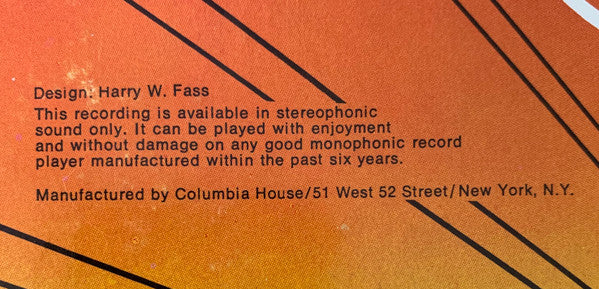 Design: Harry W. Fass
This recording is available in stereophonic
sound only. It can be played with enjoyment
and without damage on any good monophonic record
player manufactured within the past six years.
Manufactured by Columbia House/51 West 52 Street/New York, N.Y.